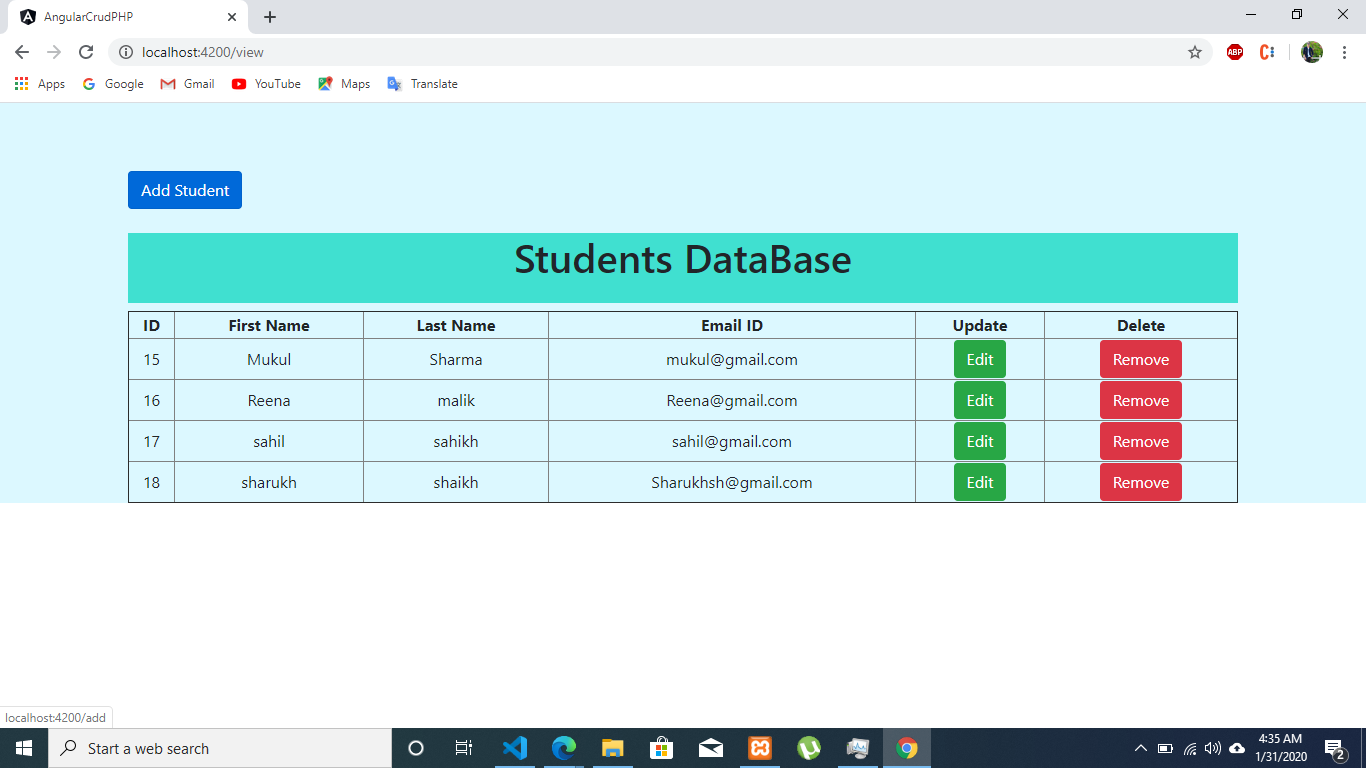 AngularCrudPHP
localhost:4200/view
ABP
Apps Google Gmail YouTube Maps Translate
Add Student
Students DataBase
ID First Name Last Name Email ID Update Delete
15 Mukul Sharma mukul@gmail.com Edit Remove
16 Reena malik Reena@gmail.com Edit Remove
17 sahil sahikh sahil@gmail.com Edit Remove
18 sharukh shaikh Sharukhsh@gmail.com Edit Remove
localhost:4200/add
Start a web search
4:35 AM
1/31/2020
2